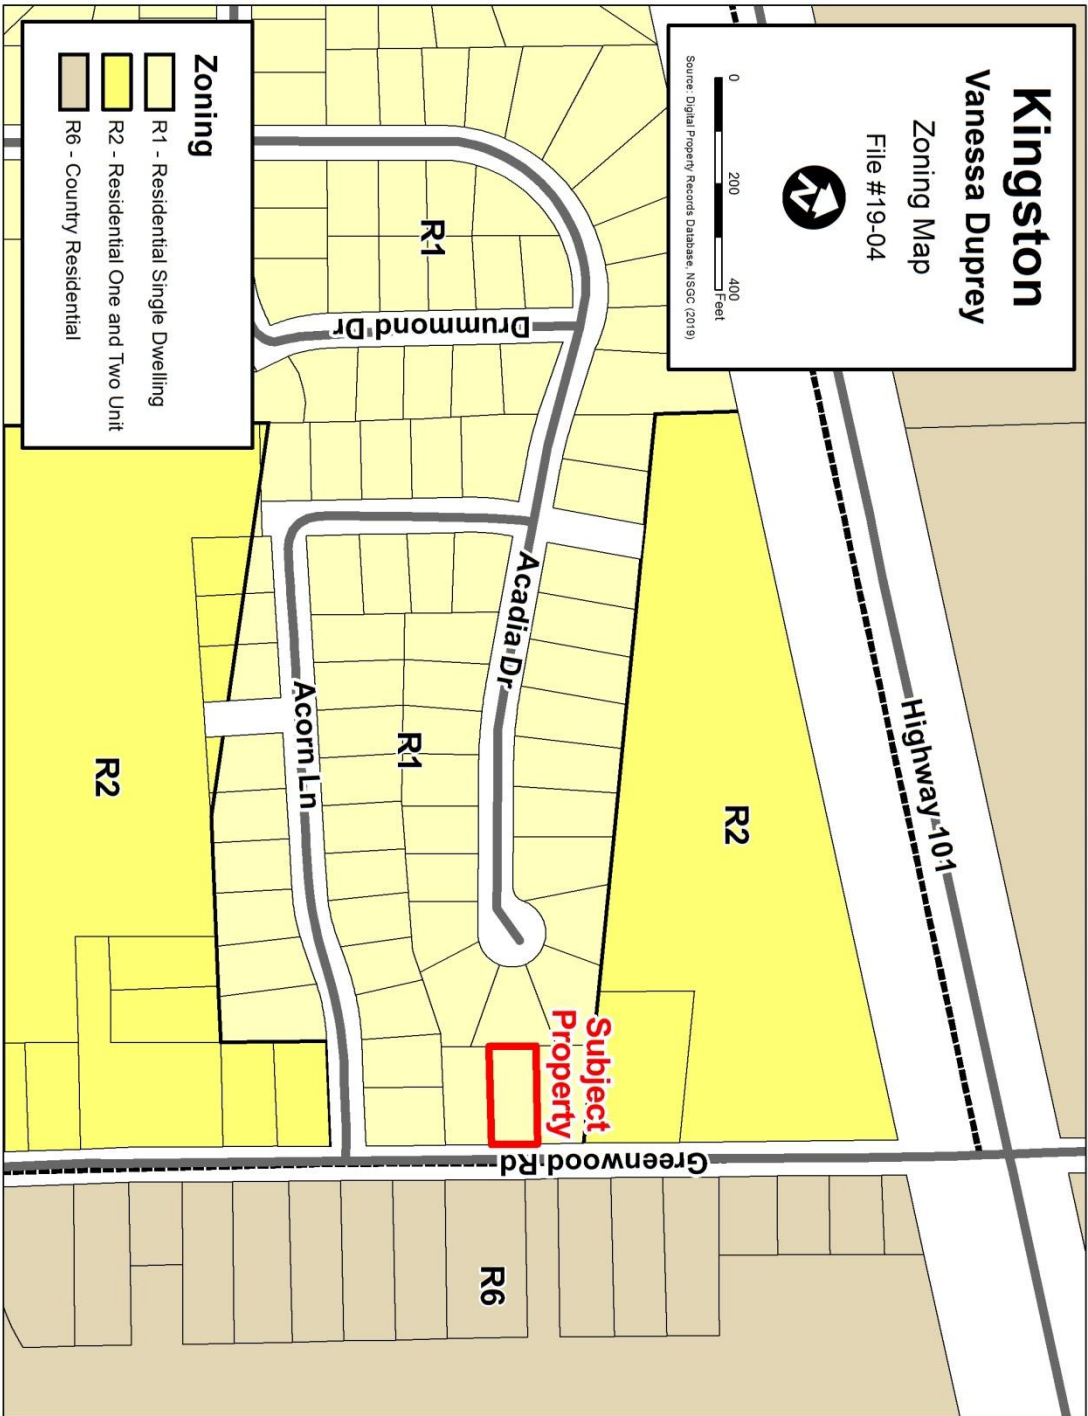 Kingston
Vanessa Duprey
Zoning Map
File #19-04
N
0 200 400
Feet
Source: Digital Property Records Database, NSGC (2019)
Highway 101
R2
Subject
Property
Greenwood Rd
R6
Acadia Dr
R1
Drummond Dr
R1
Acorn Ln
R2
Zoning
R1 - Residential Single Dwelling
R2 - Residential One and Two Unit
R6 - Country Residential